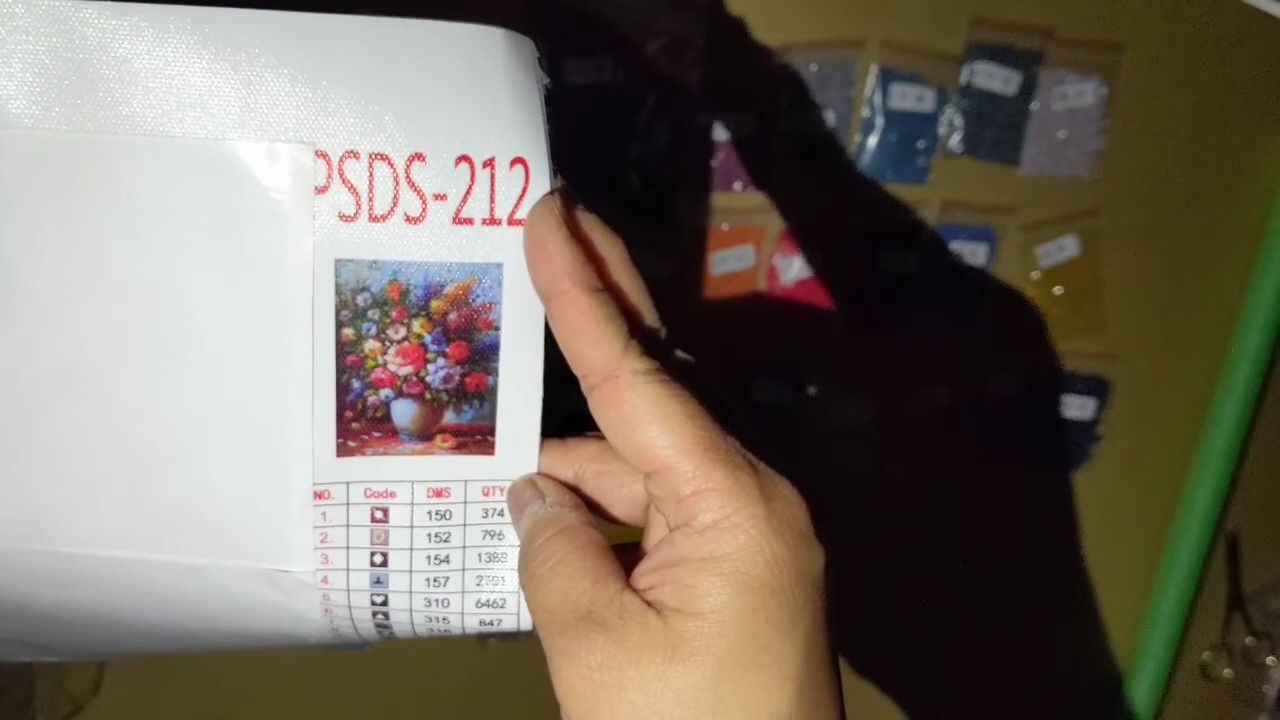 PSDS-212
NO. Code DMS QTY
1. 150 374
2. 152 796
3. 154
4. 157
5. 310 6462
315 847